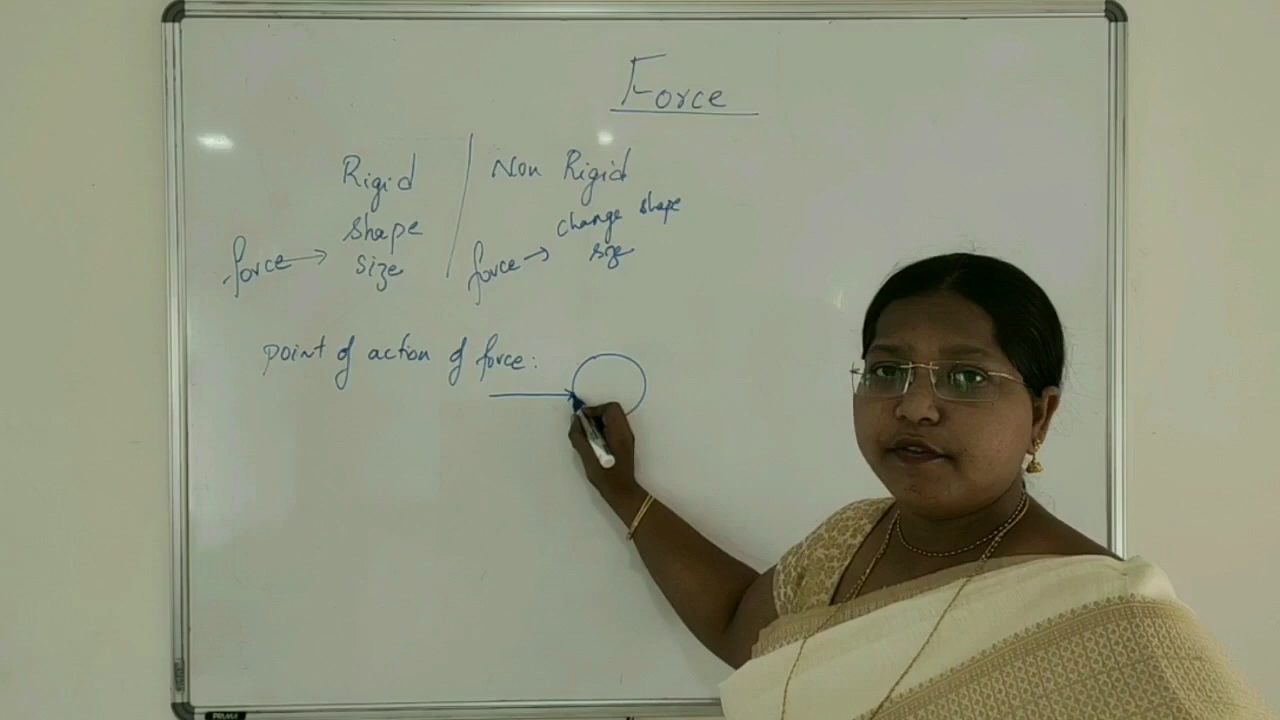 Force
Rigid
shape
force → size
Non Rigid
change shape
force → size
point of action of force: